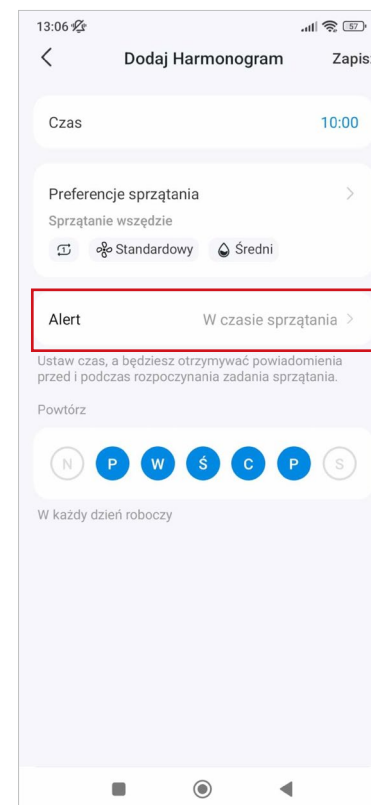 13:06
57
Dodaj Harmonogram
Zapis
Czas
10:00
Preferencje sprzątania
Sprzątanie wszędzie
1
Standardowy
Średni
Alert
W czasie sprzątania
Ustaw czas, a będziesz otrzymywać powiadomienia
przed i podczas rozpoczynania zadania sprzątania.
Powtórz
N P W Ś C P S
W każdy dzień roboczy